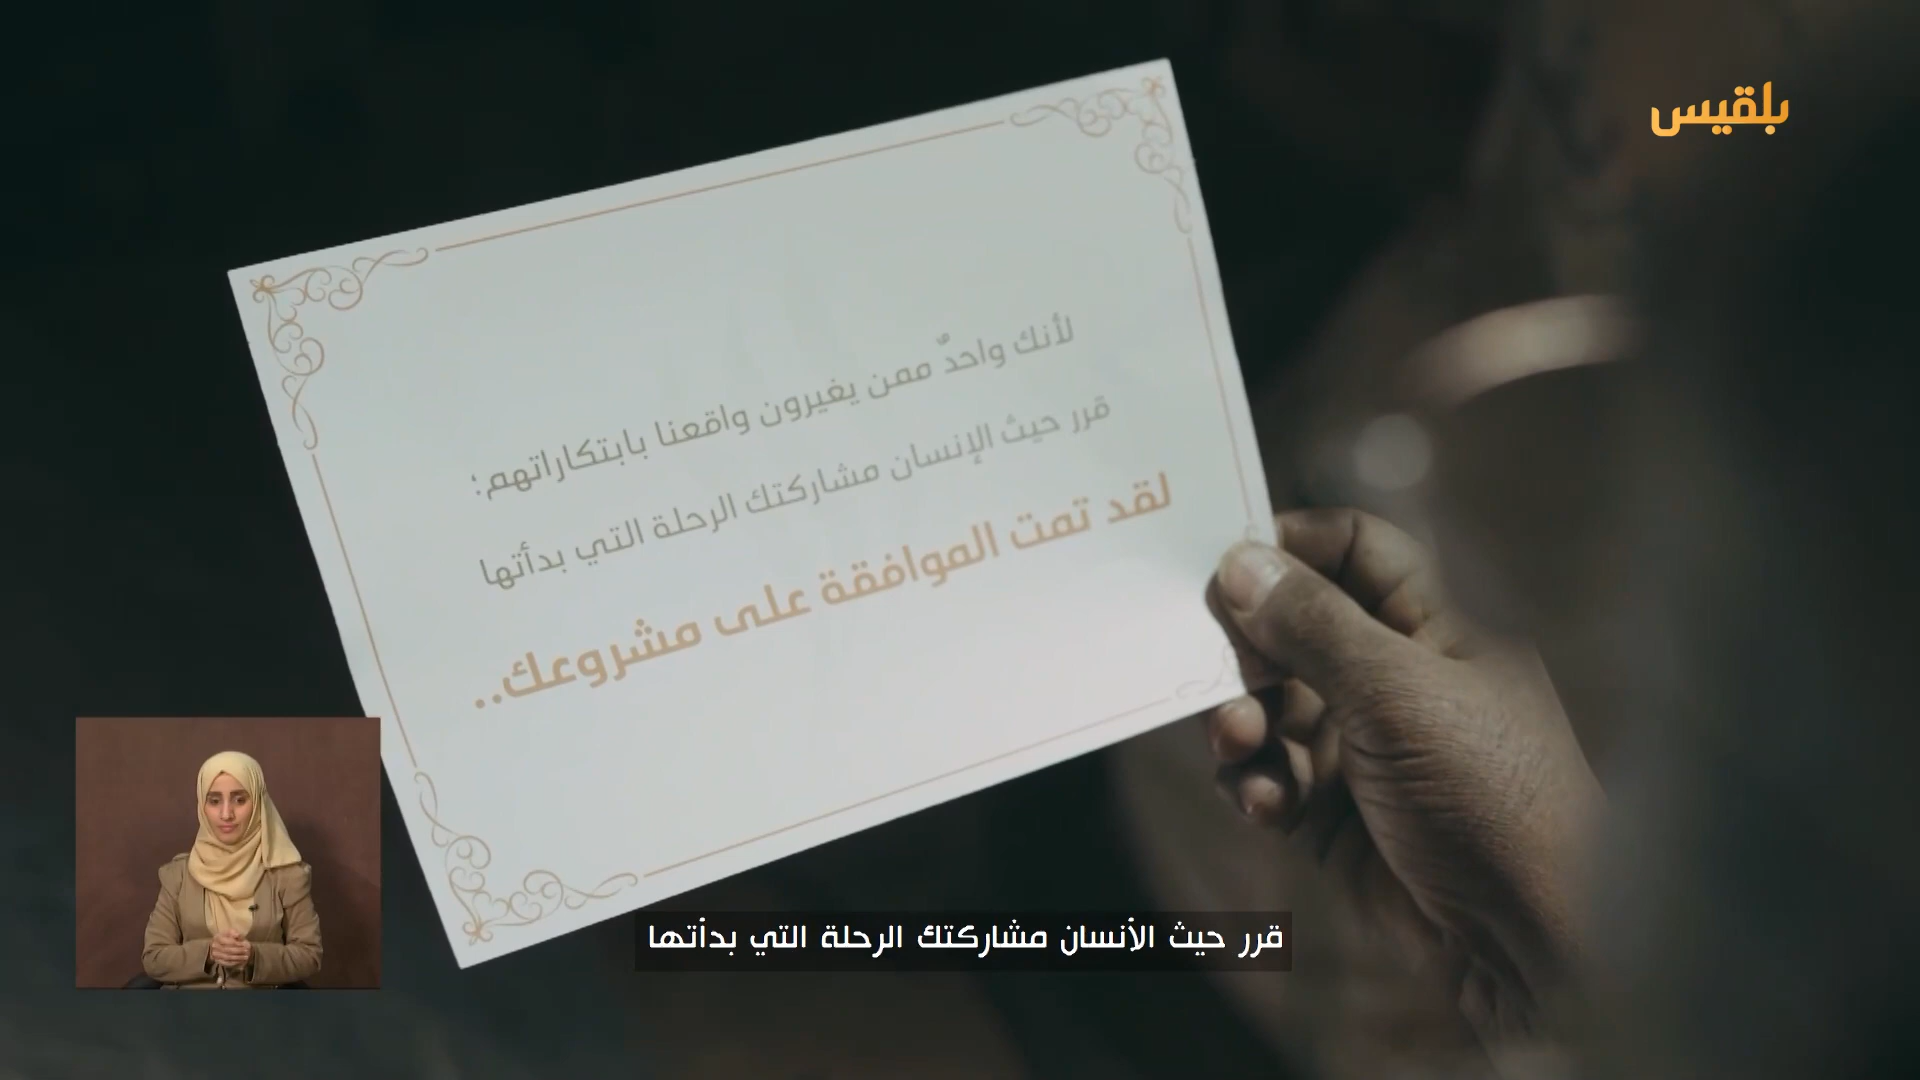 بلقيس
لأنك واحدٌ ممن يغيرون واقعنا بابتكاراتهم؛
قرر حيث الإنسان مشاركتك الرحلة التي بدأتها
لقد تمت الموافقة على مشروعك..
قرر حيث الأنسان مشاركتك الرحلة التي بدأتها